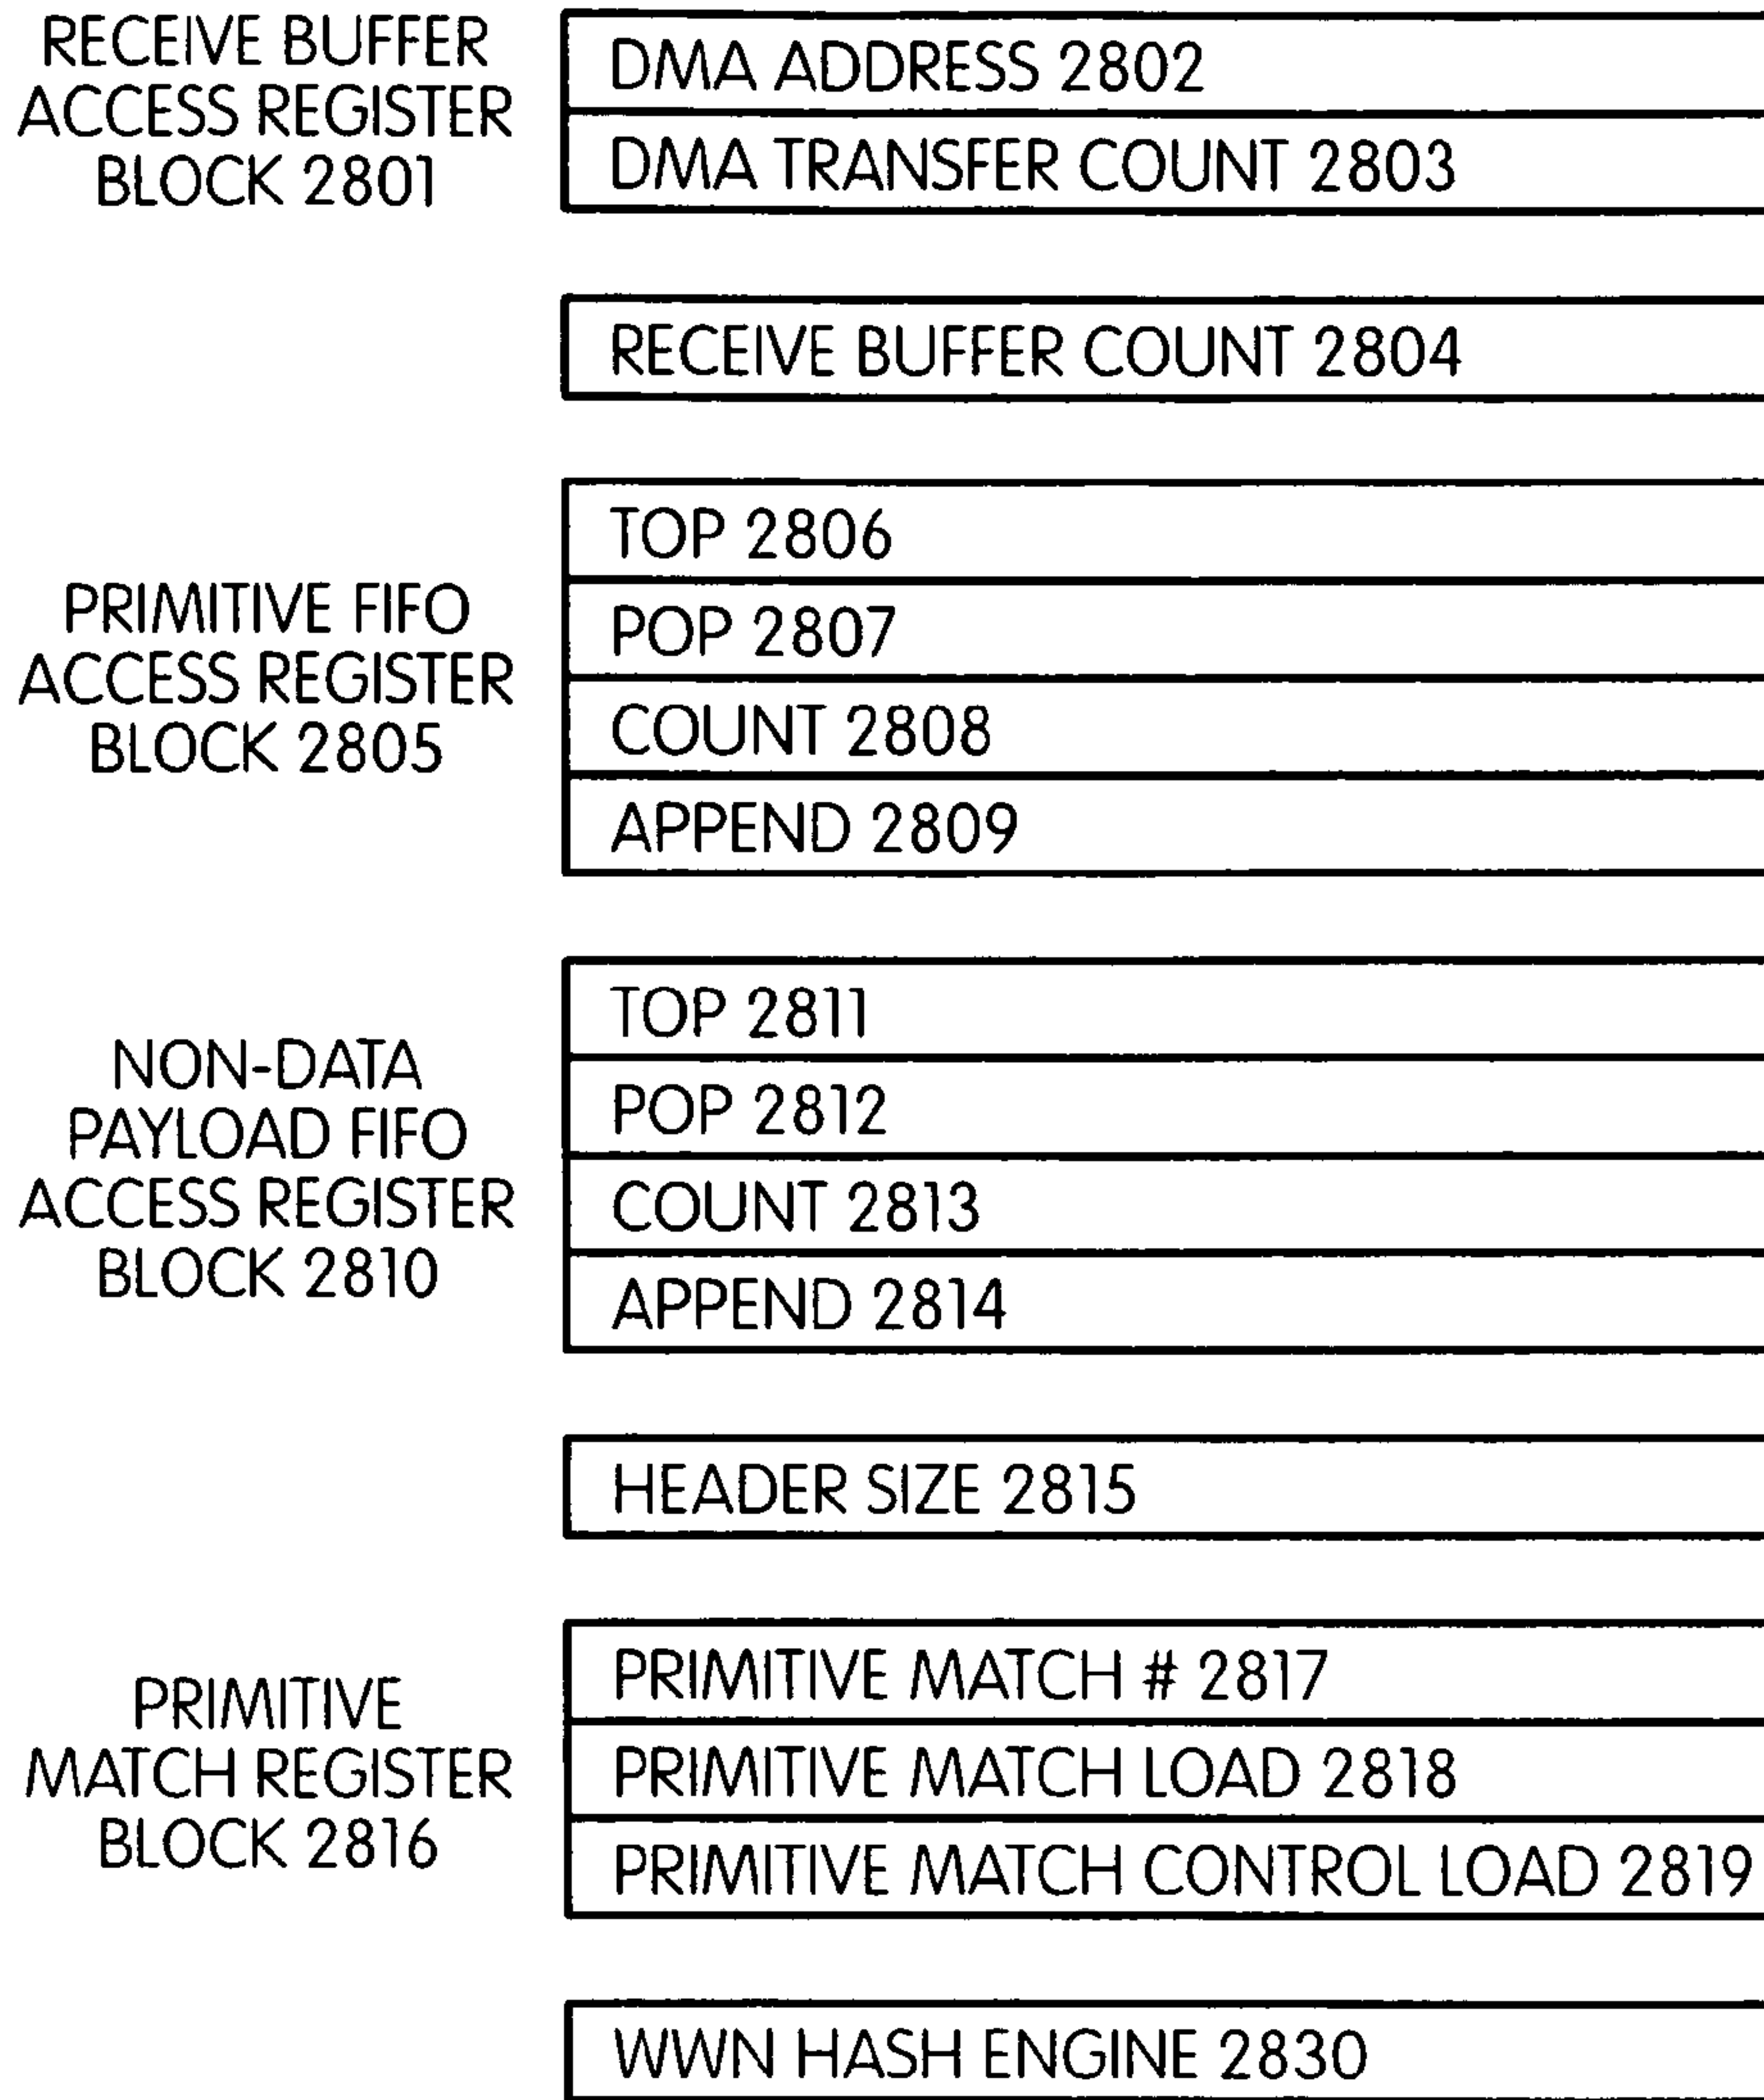 RECEIVE BUFFER
ACCESS REGISTER
BLOCK 2801
DMA ADDRESS 2802
DMA TRANSFER COUNT 2803
RECEIVE BUFFER COUNT 2804
PRIMITIVE FIFO
ACCESS REGISTER
BLOCK 2805
TOP 2806
POP 2807
COUNT 2808
APPEND 2809
NON-DATA
PAYLOAD FIFO
ACCESS REGISTER
BLOCK 2810
TOP 2811
POP 2812
COUNT 2813
APPEND 2814
HEADER SIZE 2815
PRIMITIVE
MATCH REGISTER
BLOCK 2816
PRIMITIVE MATCH # 2817
PRIMITIVE MATCH LOAD 2818
PRIMITIVE MATCH CONTROL LOAD 2819
WWN HASH ENGINE 2830